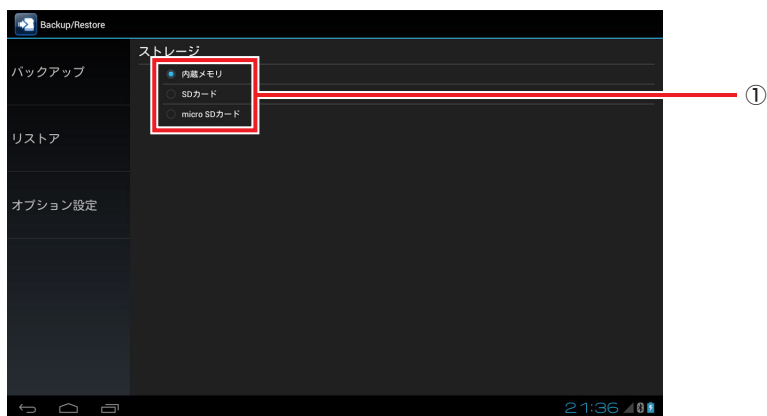 Backup/Restore
ストレージ
バックアップ
内蔵メモリ
SDカード
micro SDカード
①
リストア
オプション設定
21:36